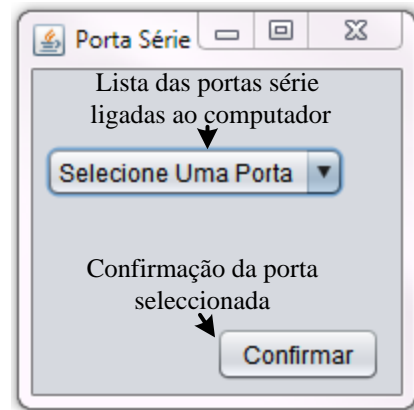 Porta Série
Lista das portas série
ligadas ao computador
Selecione Uma Porta
Confirmação da porta
seleccionada
Confirmar